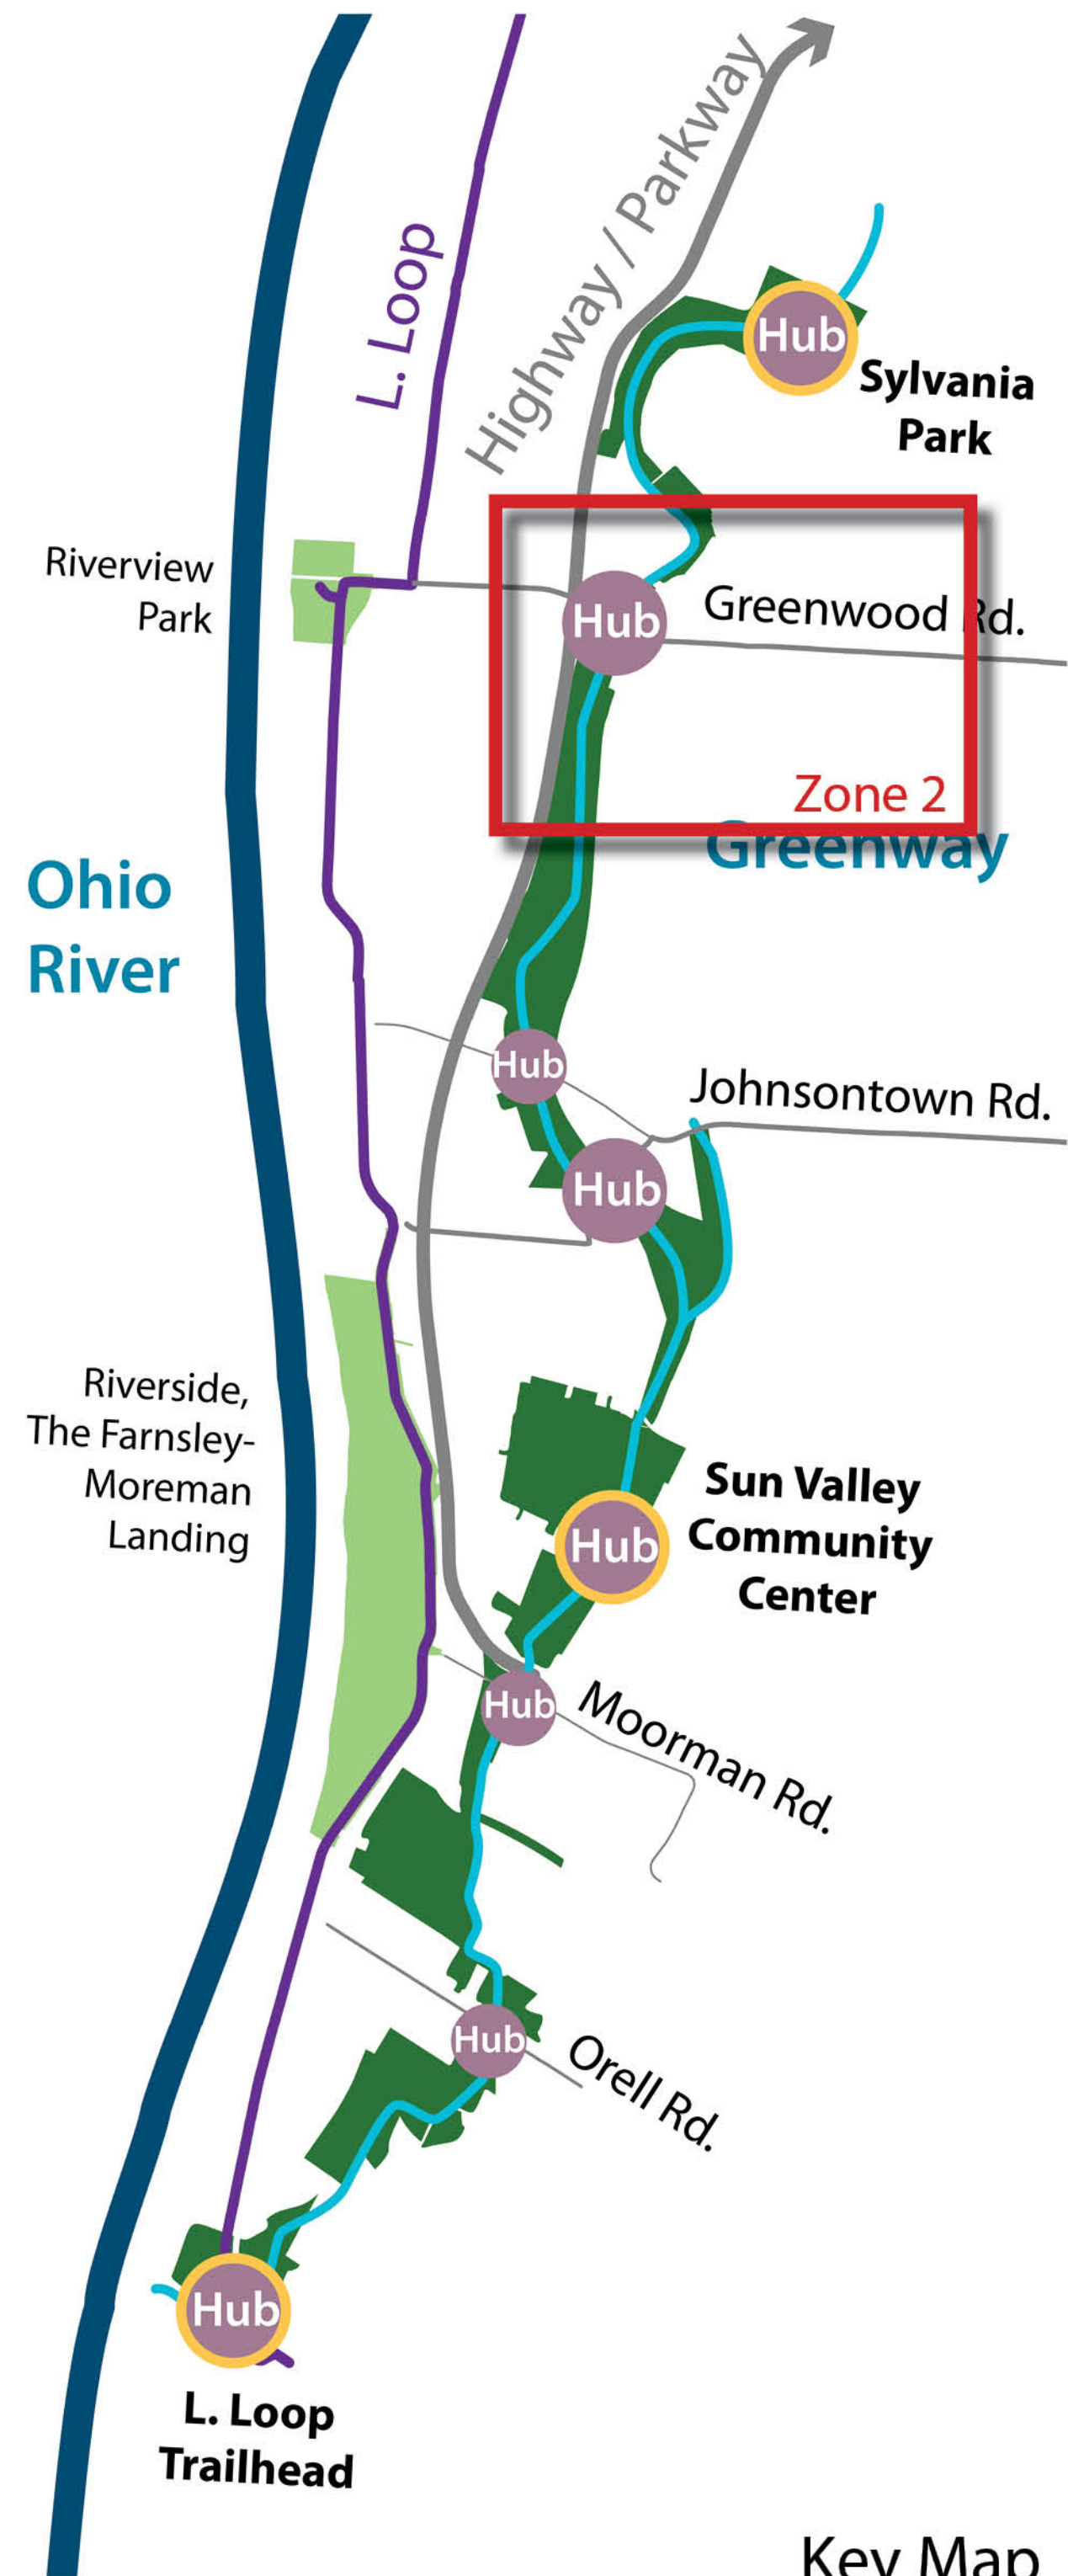 L. Loop
Highway / Parkway
Hub
Sylvania
Park
Riverview
Park
Hub
Greenwood Rd.
Zone 2
Greenway
Ohio
River
Hub
Johnsontown Rd.
Hub
Riverside,
The Farnsley-
Moreman
Landing
Sun Valley
Community
Center
Hub
Hub
Moorman Rd.
Hub
Orell Rd.
Hub
L. Loop
Trailhead
Key Map